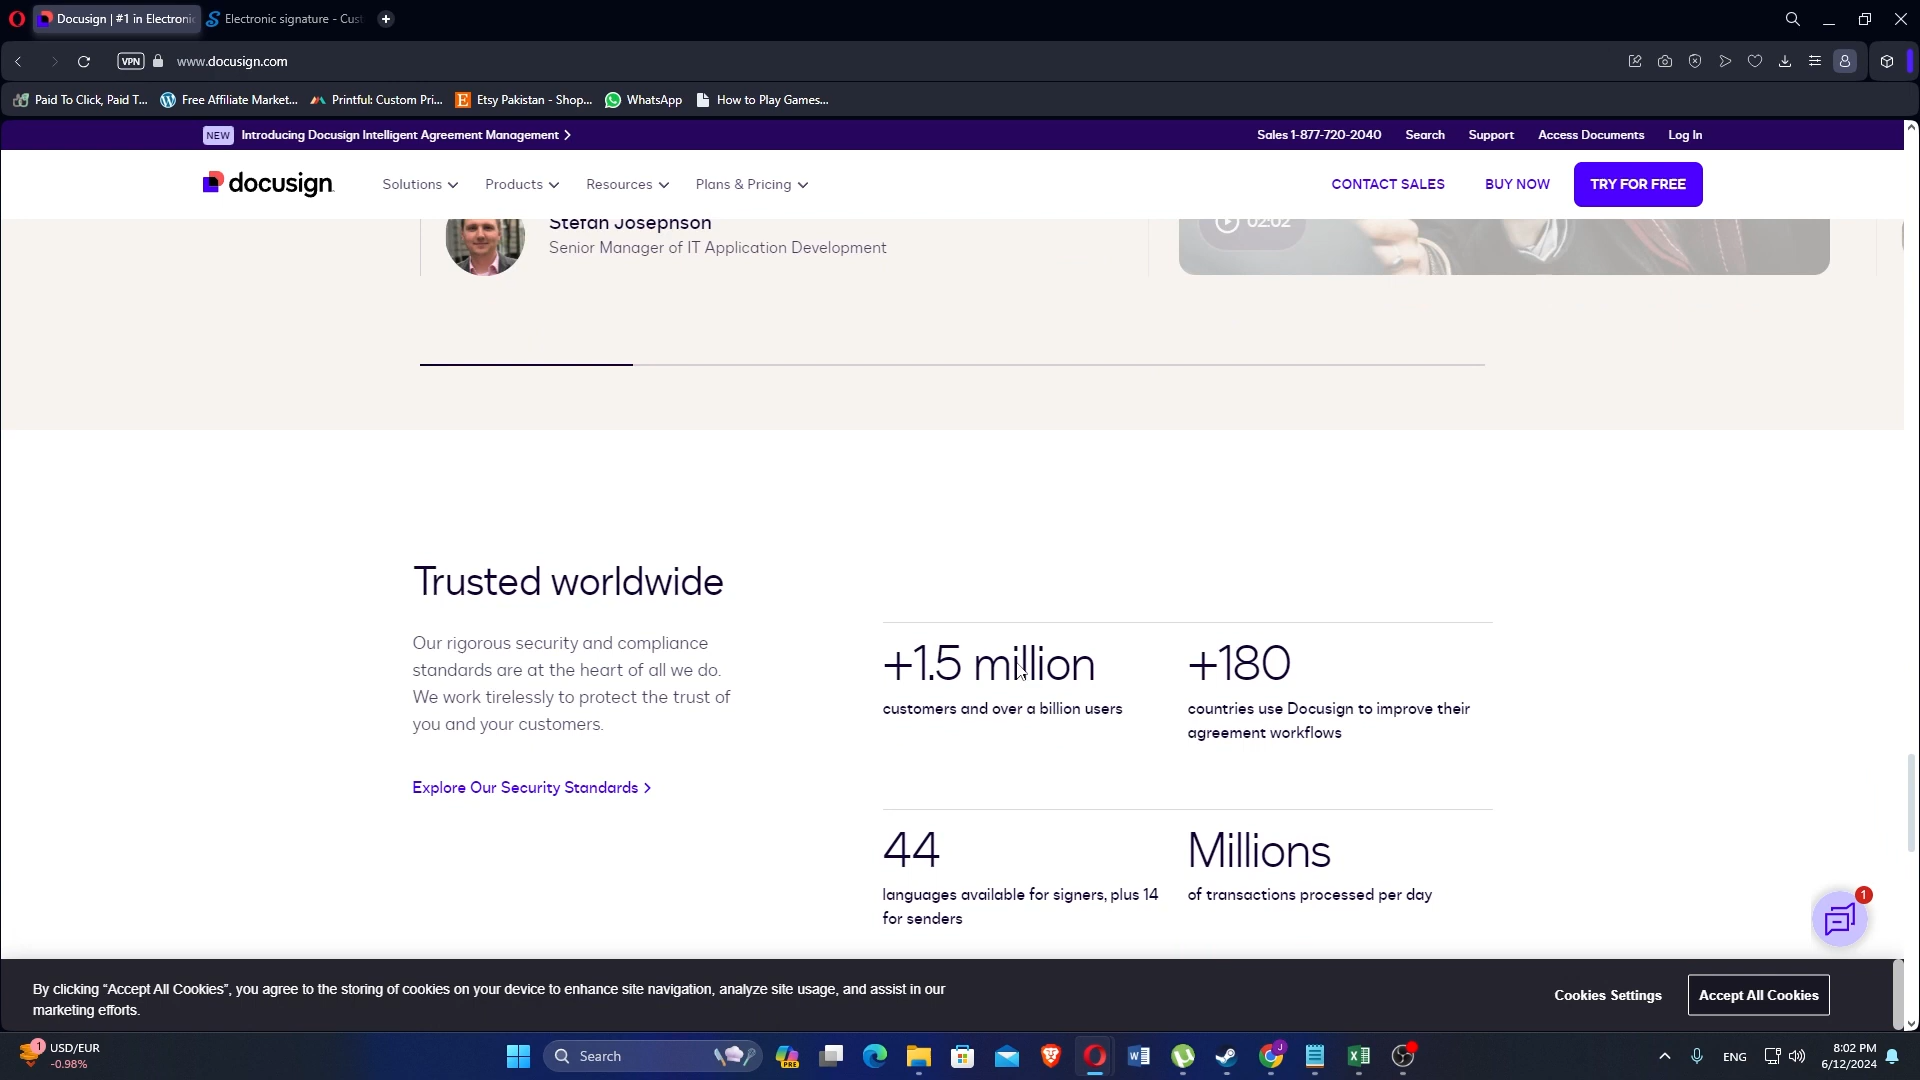 Docusign | #1 in Electronic
Electronic signature - Cus
VPN
www.docusign.com
Paid To Click, Paid T...
Free Affiliate Market...
Printful: Custom Pri...
Etsy Pakistan - Shop...
WhatsApp
How to Play Games...
NEW Introducing Docusign Intelligent Agreement Management
Sales 1-877-720-2040
Search
Support
Access Documents
Log In
docusign
Solutions
Products
Resources
Plans & Pricing
CONTACT SALES
BUY NOW
TRY FOR FREE
Stefan Josephson
Senior Manager of IT Application Development
02:02
Trusted worldwide
Our rigorous security and compliance
standards are at the heart of all we do.
We work tirelessly to protect the trust of
you and your customers.
Explore Our Security Standards
+1.5 million
customers and over a billion users
+180
countries use Docusign to improve their
agreement workflows
44
languages available for signers, plus 14
for senders
Millions
of transactions processed per day
1
By clicking “Accept All Cookies”, you agree to the storing of cookies on your device to enhance site navigation, analyze site usage, and assist in our
marketing efforts.
Cookies Settings
Accept All Cookies
1
USD/EUR
-0.98%
Search
PRE
J
ENG
8:02 PM
6/12/2024